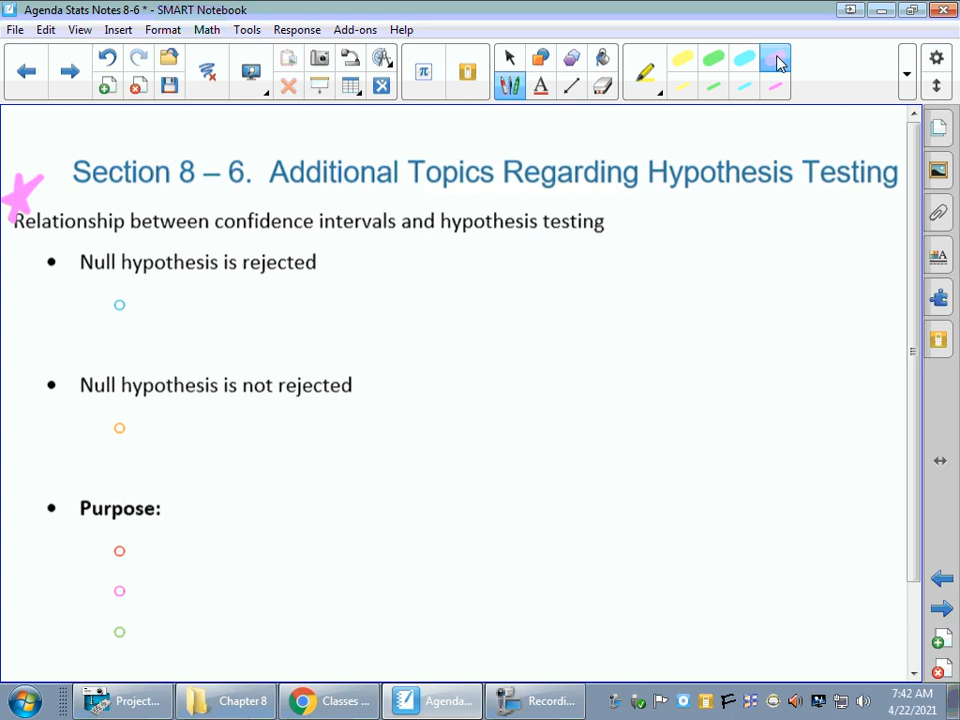 Agenda Stats Notes 8-6 * - SMART Notebook
File Edit View Insert Format Math Tools Response Add-ons Help
Section 8 – 6. Additional Topics Regarding Hypothesis Testing
Relationship between confidence intervals and hypothesis testing
• Null hypothesis is rejected
• Null hypothesis is not rejected
• Purpose:
Project... Chapter 8 Classes ... Agenda... Recordi...
7:42 AM
4/22/2021